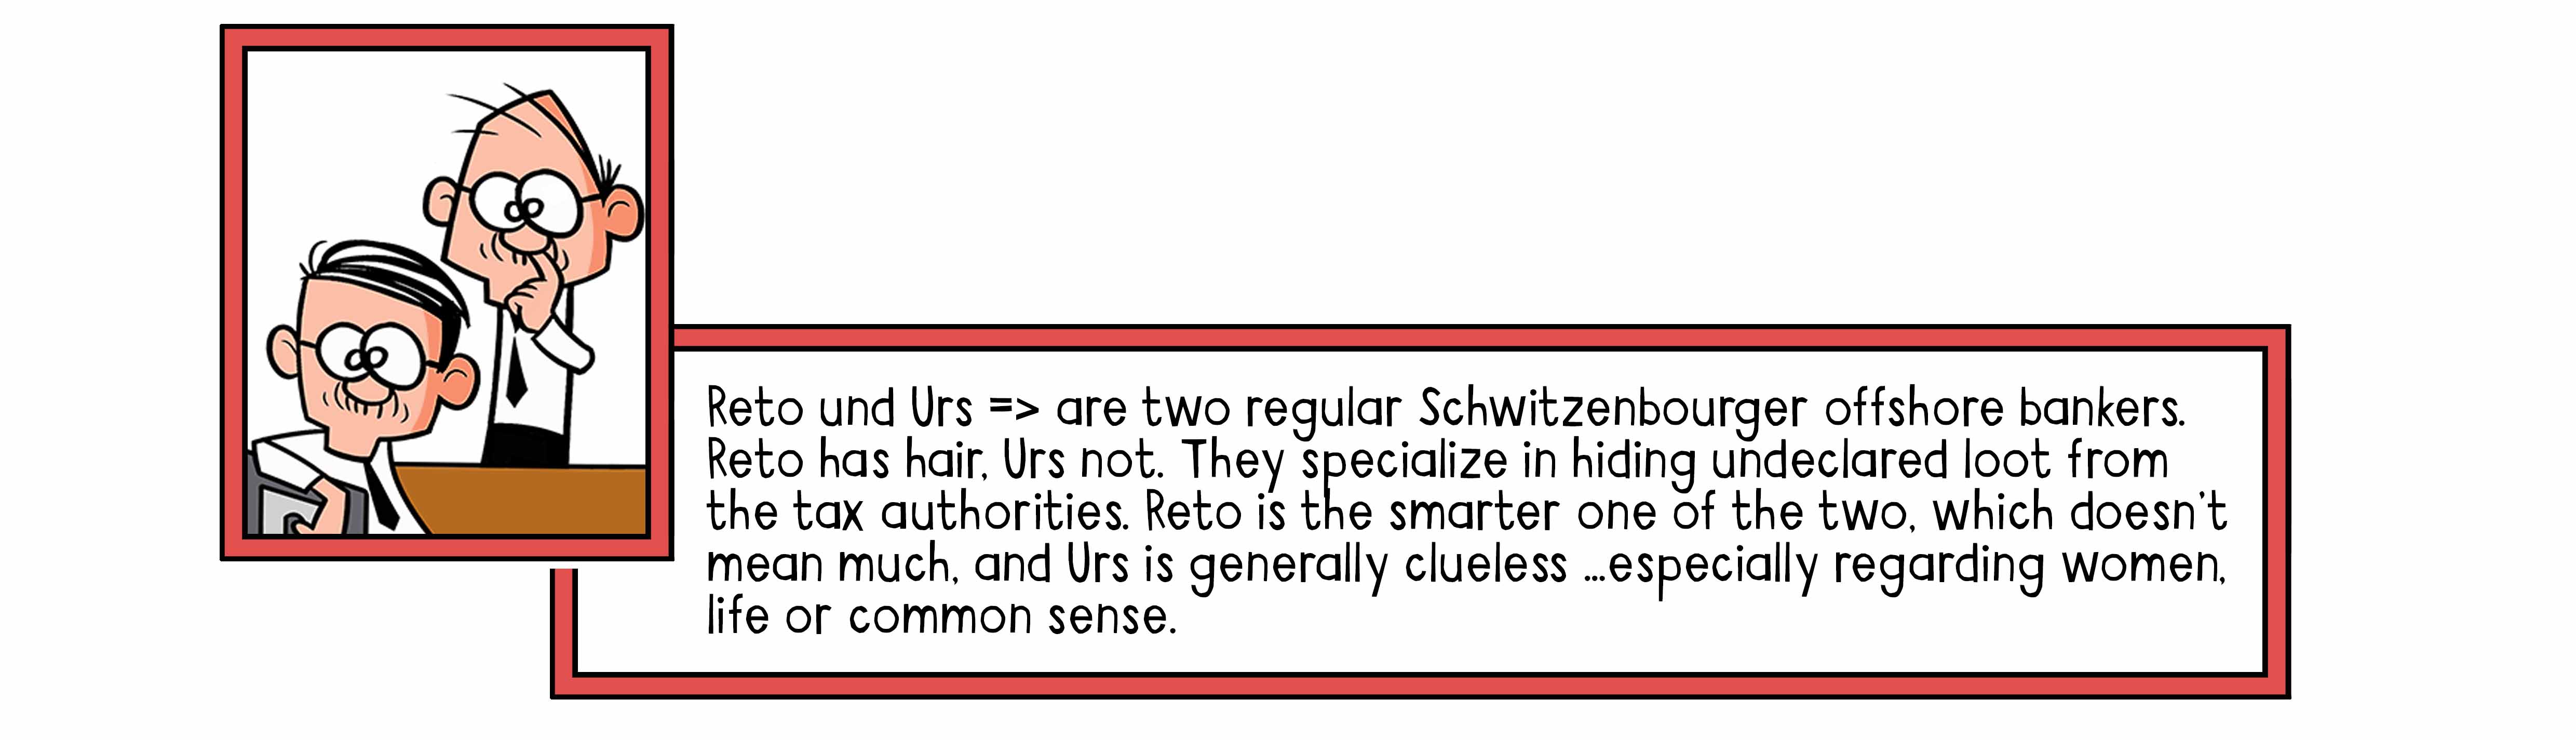 Reto und Urs => are two regular Schwitzenbourger offshore bankers.
Reto has hair, Urs not. They specialize in hiding undeclared loot from
the tax authorities. Reto is the smarter one of the two, which doesn't
mean much, and Urs is generally clueless ...especially regarding women,
life or common sense.